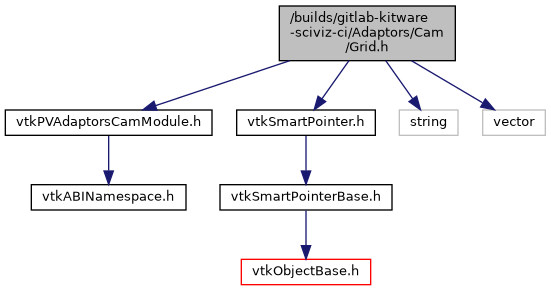 /builds/gitlab-kitware
-sciviz-ci/Adaptors/Cam
/Grid.h
vtkPVAdaptorsCamModule.h
vtkSmartPointer.h
string
vector
vtkABINamespace.h
vtkSmartPointerBase.h
vtkObjectBase.h